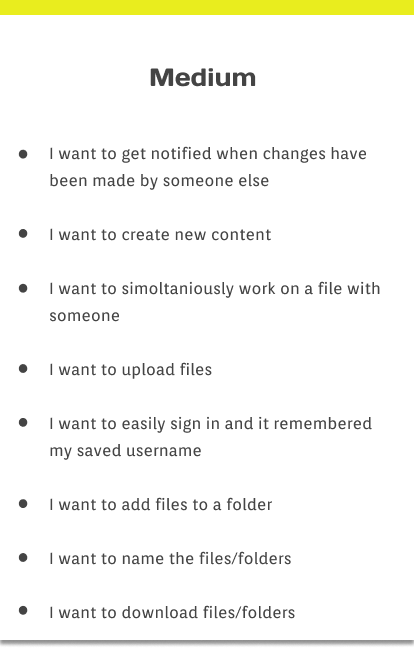 Medium
● I want to get notified when changes have
been made by someone else
● I want to create new content
● I want to simoltaniously work on a file with
someone
● I want to upload files
● I want to easily sign in and it remembered
my saved username
● I want to add files to a folder
● I want to name the files/folders
● I want to download files/folders